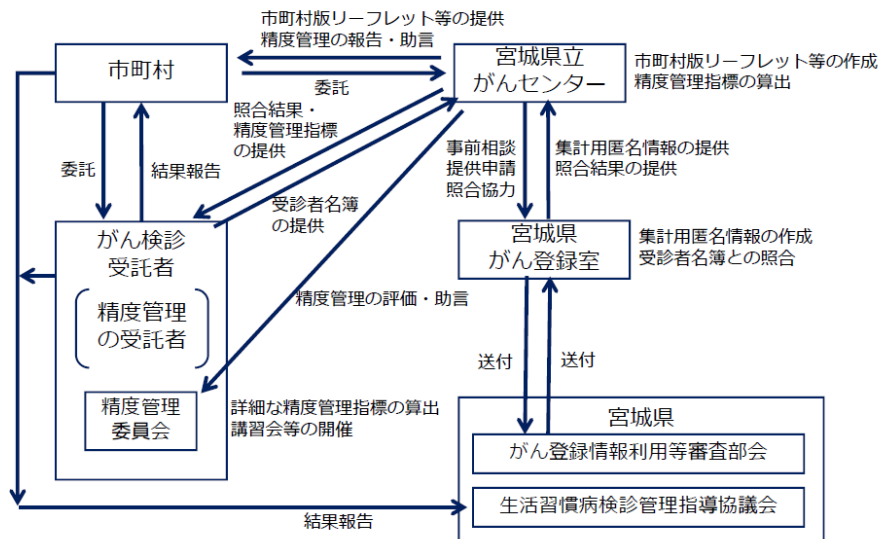 市町村版リーフレット等の提供
精度管理の報告・助言
市町村
委託
宮城県立
がんセンター
市町村版リーフレット等の作成
精度管理指標の算出
照合結果・
精度管理指標
の提供
委託
結果報告
事前相談
提供申請
照合協力
集計用匿名情報の提供
照合結果の提供
受診者名簿
の提供
がん検診
受託者
精度管理
の受託者
宮城県
がん登録室
集計用匿名情報の作成
受診者名簿との照合
精度管理の評価・助言
送付
送付
精度管理
委員会
詳細な精度管理指標の算出
講習会等の開催
宮城県
がん登録情報利用等審査部会
生活習慣病検診管理指導協議会
結果報告